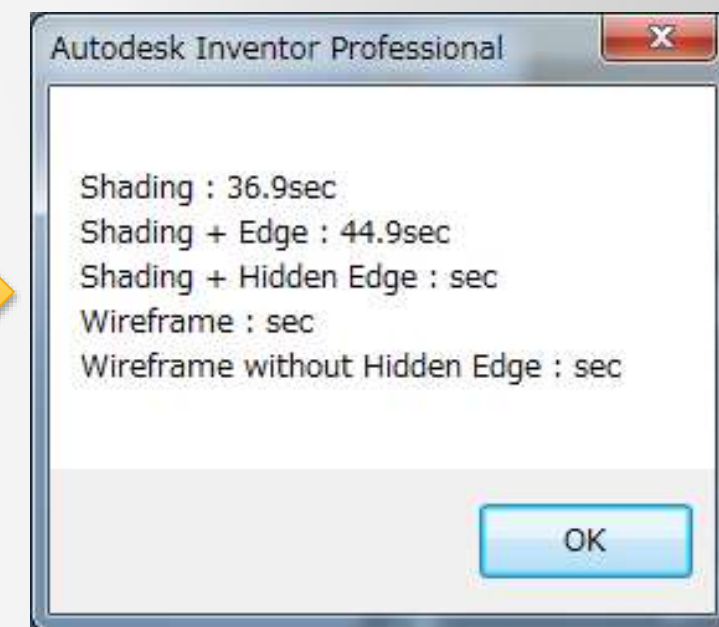 Autodesk Inventor Professional
Shading : 36.9sec
Shading + Edge : 44.9sec
Shading + Hidden Edge : sec
Wireframe : sec
Wireframe without Hidden Edge : sec
OK